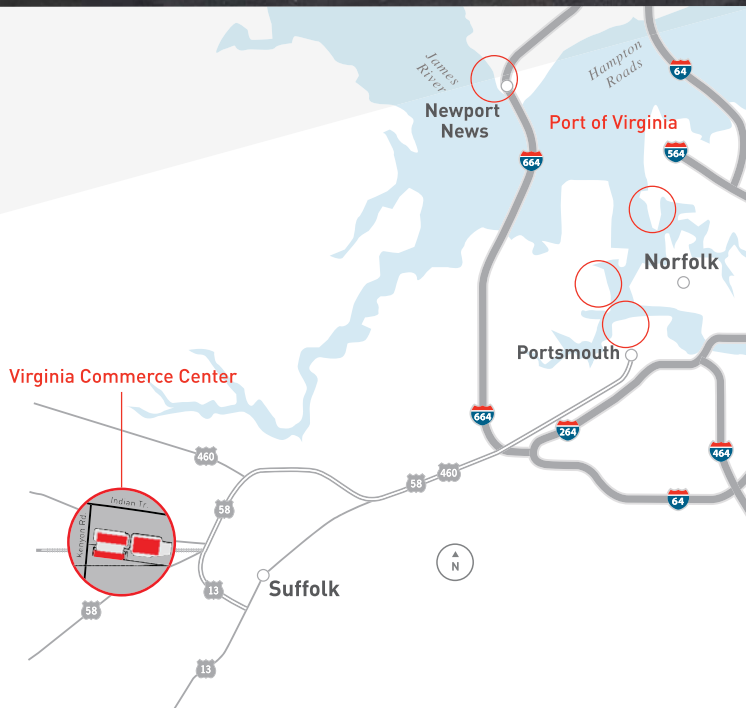 James
River
Hampton
Roads
64
Newport
News
Port of Virginia
564
664
Norfolk
Portsmouth
Virginia Commerce Center
664
264
464
460
460
58
58
64
Indian Tr.
Kenyon Rd.
N
Suffolk
13
58
13